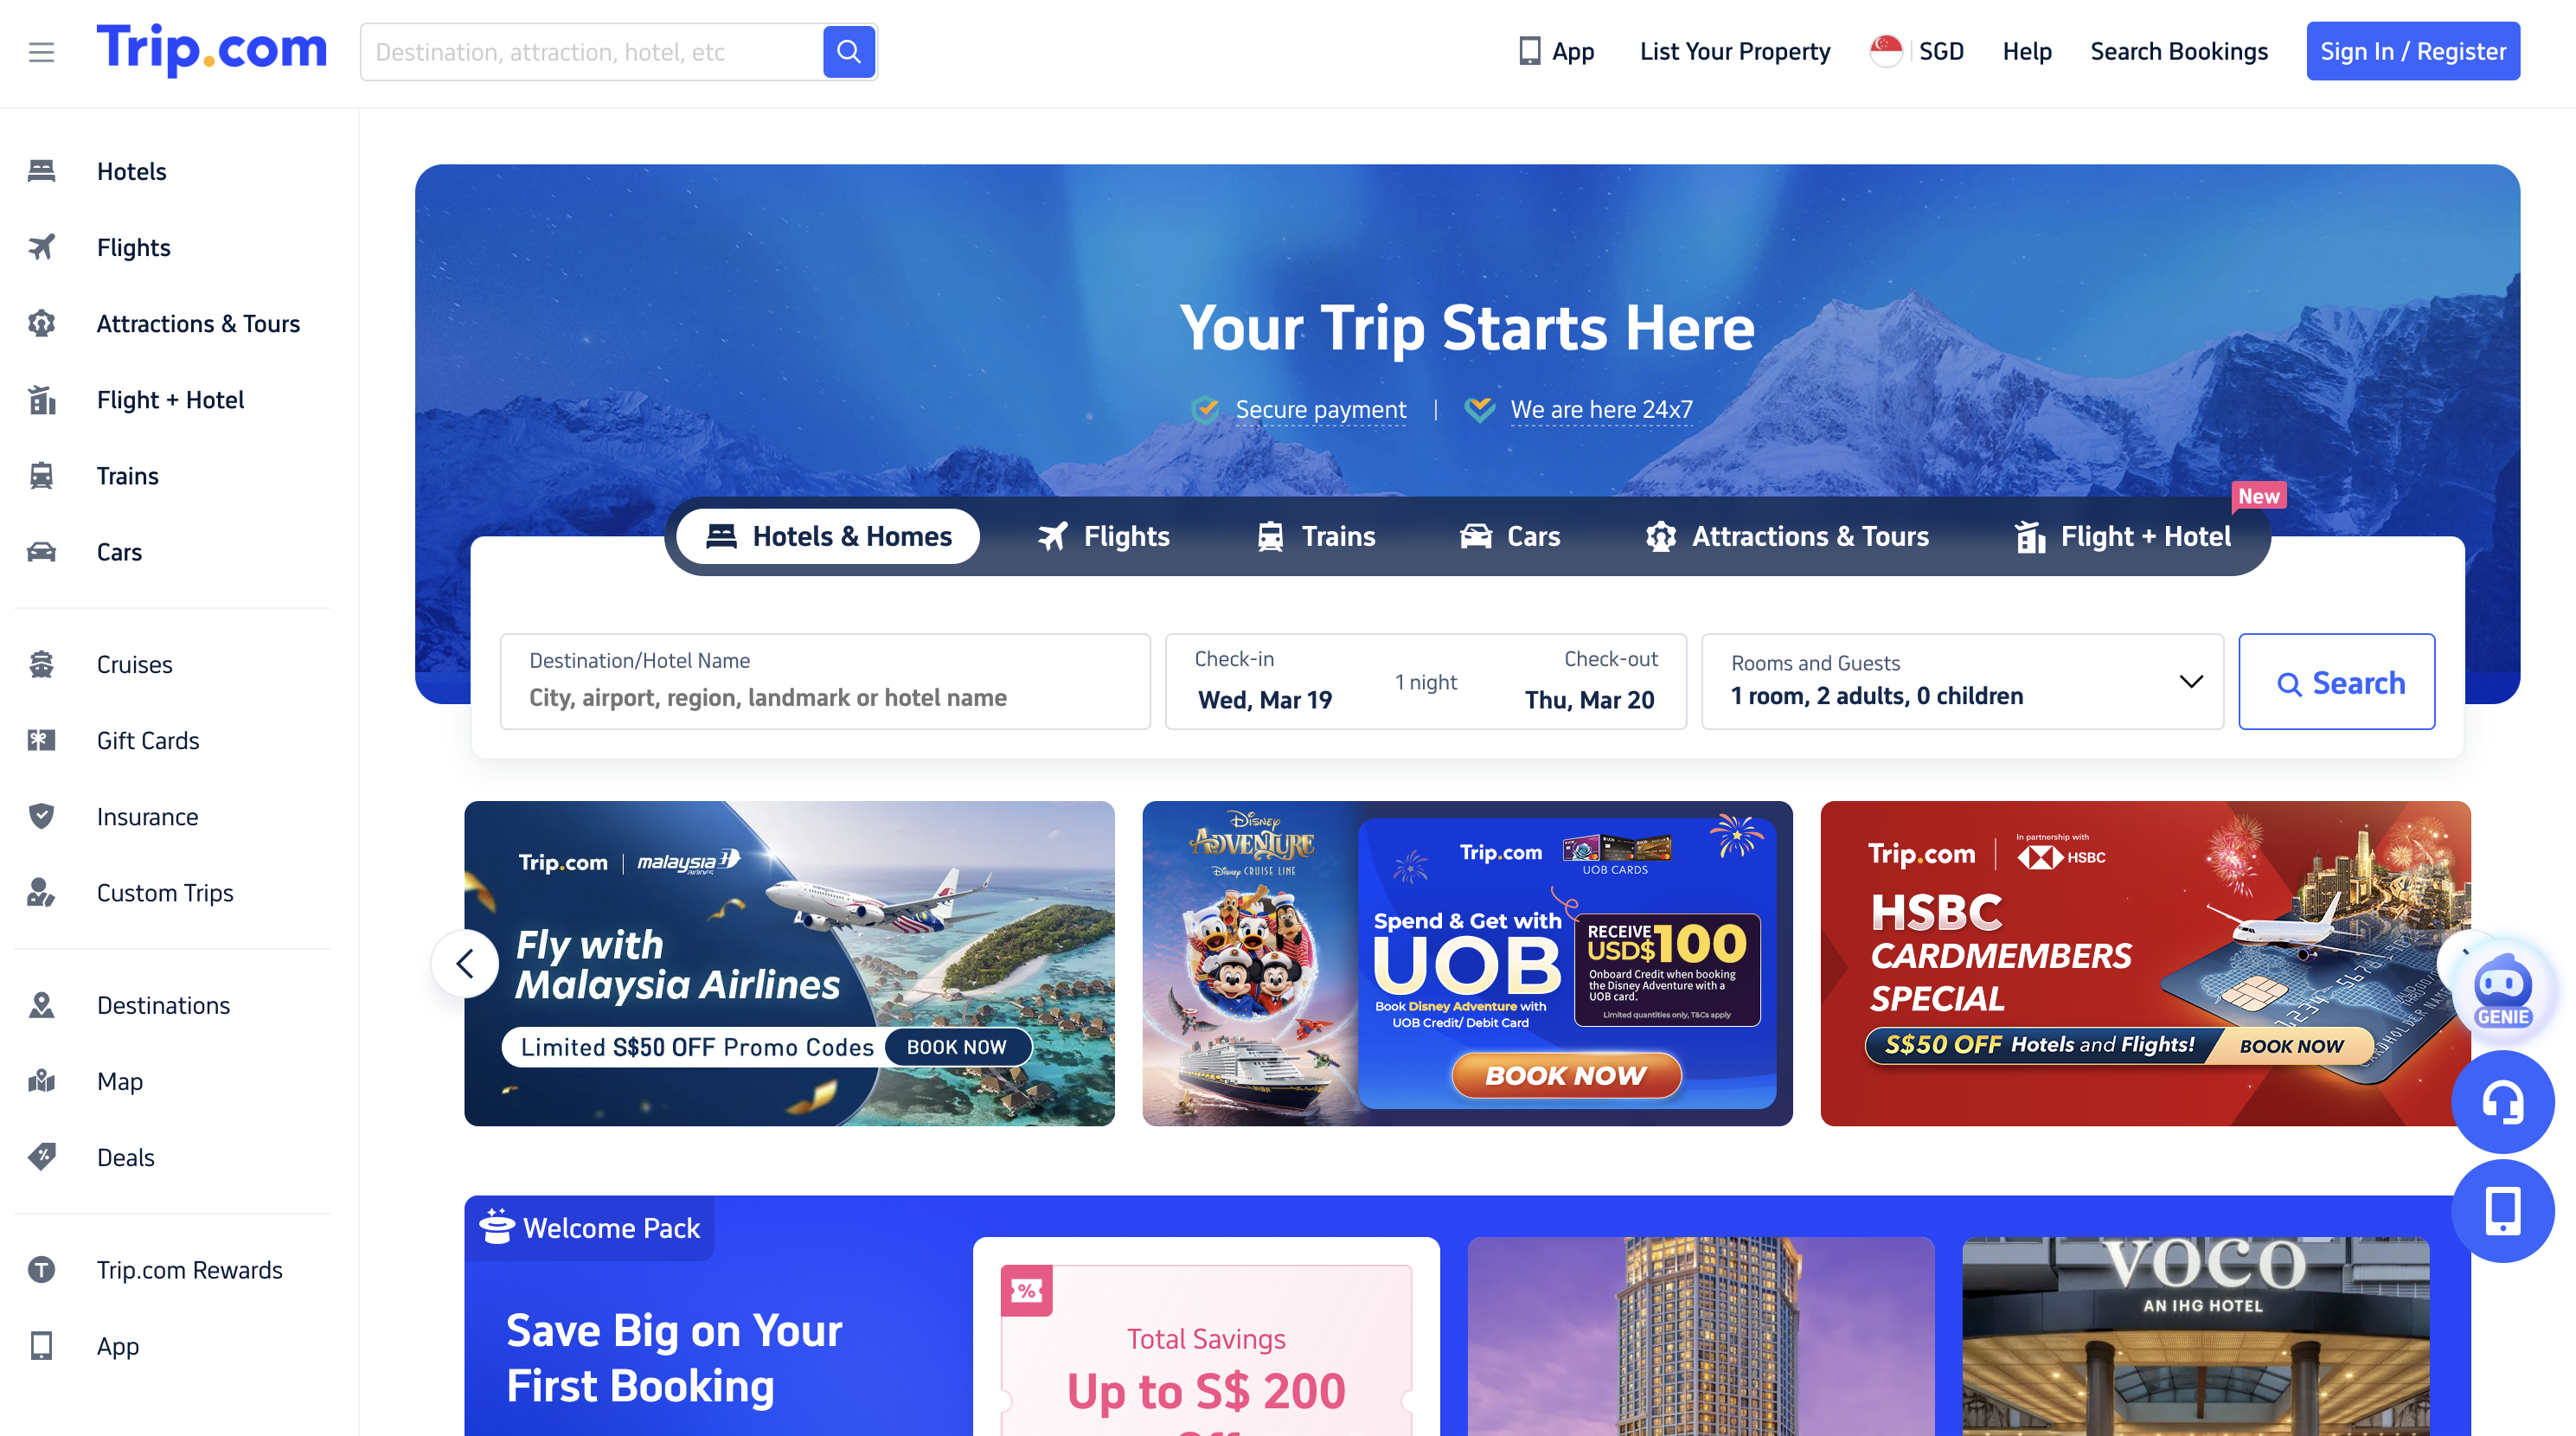 Trip.com
Destination, attraction, hotel, etc
App
List Your Property
SGD
Help
Search Bookings
Sign In / Register
Hotels
Flights
Attractions & Tours
Flight + Hotel
Trains
Cars
Cruises
Gift Cards
Insurance
Custom Trips
Destinations
Map
Deals
Trip.com Rewards
App
Your Trip Starts Here
Secure payment
We are here 24x7
New
Hotels & Homes
Flights
Trains
Cars
Attractions & Tours
Flight + Hotel
Destination/Hotel Name
City, airport, region, landmark or hotel name
Check-in
Wed, Mar 19
1 night
Check-out
Thu, Mar 20
Rooms and Guests
1 room, 2 adults, 0 children
Search
Trip.com | malaysia airlines
Fly with
Malaysia Airlines
Limited S$50 OFF Promo Codes
BOOK NOW
Disney
ADVENTURE
Disney CRUISE LINE
Trip.com
UOB CARDS
Spend & Get with
UOB
Book Disney Adventure with
UOB Credit/ Debit Card
RECEIVE
USD$100
Onboard Credit when booking
the Disney Adventure with a
UOB card.
Limited quantities only, T&Cs apply
BOOK NOW
Trip.com
In partnership with
HSBC
HSBC
CARDMEMBERS
SPECIAL
S$50 OFF Hotels and Flights!
BOOK NOW
GENIE
Welcome Pack
Save Big on Your
First Booking
%
Total Savings
Up to S$ 200
voco
AN IHG HOTEL